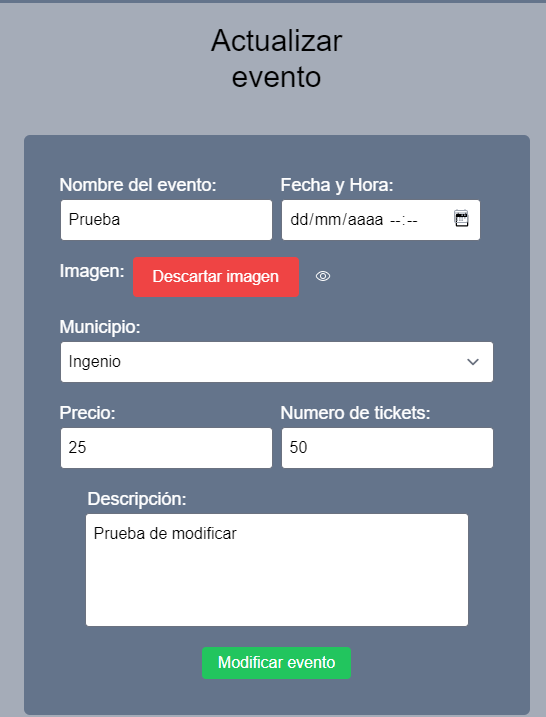 Actualizar
evento
Nombre del evento: Fecha y Hora:
Prueba dd/mm/aaaa --:--
Imagen: Descartar imagen
Municipio:
Ingenio
Precio: Numero de tickets:
25 50
Descripción:
Prueba de modificar
Modificar evento